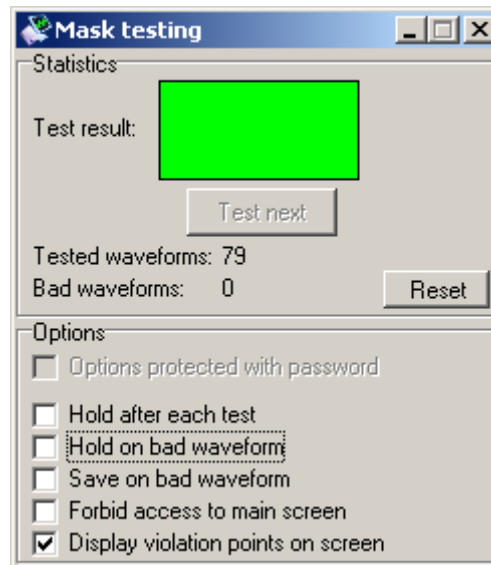 Mask testing
Statistics
Test result:
Test next
Tested waveforms: 79
Bad waveforms: 0
Reset
Options
Options protected with password
Hold after each test
Hold on bad waveform
Save on bad waveform
Forbid access to main screen
Display violation points on screen